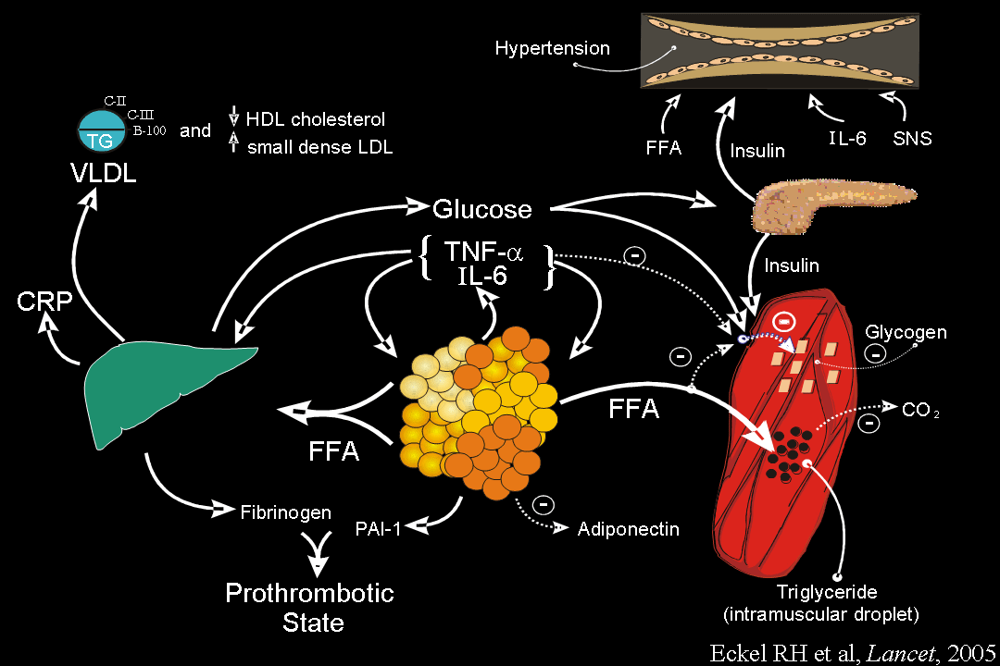 Hypertension
FFA
Insulin
IL-6
SNS
C-II
C-III
B-100
TG
VLDL
and
HDL cholesterol
small dense LDL
Glucose
{ TNF-α }
IL-6
-
Insulin
CRP
-
-
Glycogen
-
FFA
FFA
CO2
-
Fibrinogen
PAI-1
-
Adiponectin
Prothrombotic
State
Triglyceride
(intramuscular droplet)
Eckel RH et al, Lancet, 2005